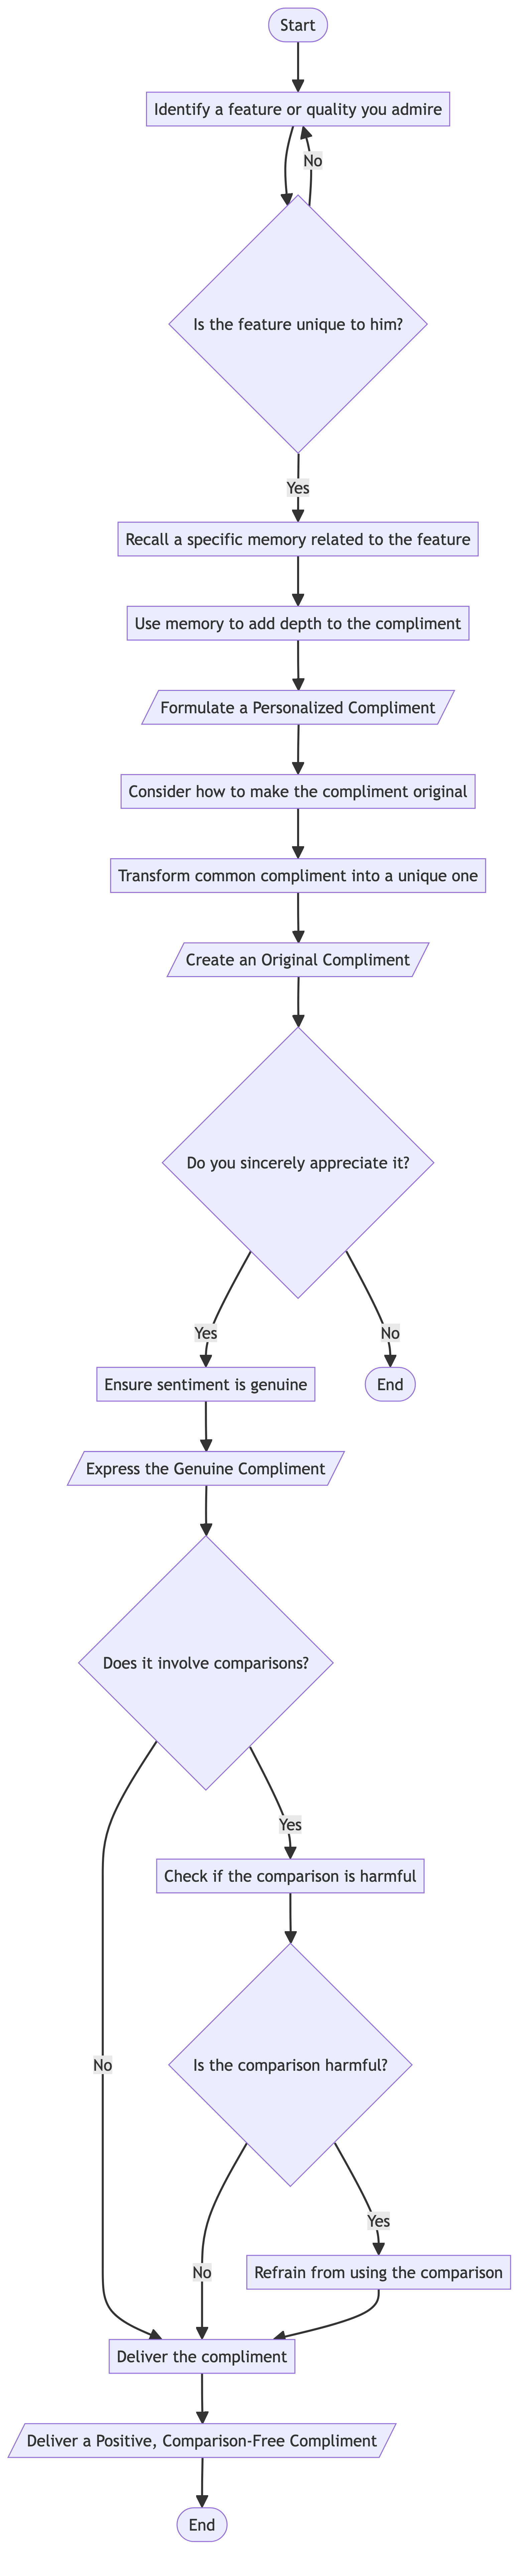 Start
Identify a feature or quality you admire
No
Is the feature unique to him?
Yes
Recall a specific memory related to the feature
Use memory to add depth to the compliment
Formulate a Personalized Compliment
Consider how to make the compliment original
Transform common compliment into a unique one
Create an Original Compliment
Do you sincerely appreciate it?
Yes
No
Ensure sentiment is genuine
End
Express the Genuine Compliment
Does it involve comparisons?
Yes
Check if the comparison is harmful
No
Is the comparison harmful?
Yes
No
Refrain from using the comparison
Deliver the compliment
Deliver a Positive, Comparison-Free Compliment
End